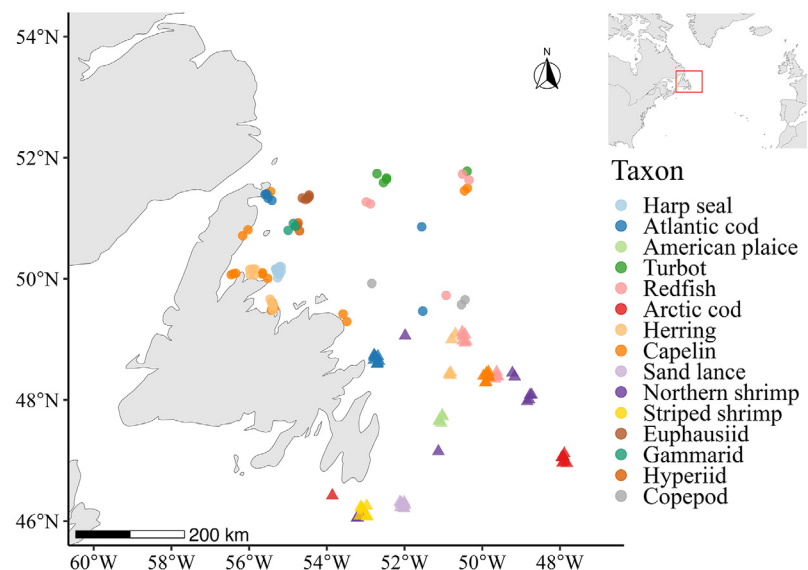 54°N
52°N
50°N
48°N
46°N
60°W 58°W 56°W 54°W 52°W 50°W 48°W
N
200 km
Taxon
Harp seal
Atlantic cod
American plaice
Turbot
Redfish
Arctic cod
Herring
Capelin
Sand lance
Northern shrimp
Striped shrimp
Euphausiid
Gammarid
Hyperiid
Copepod